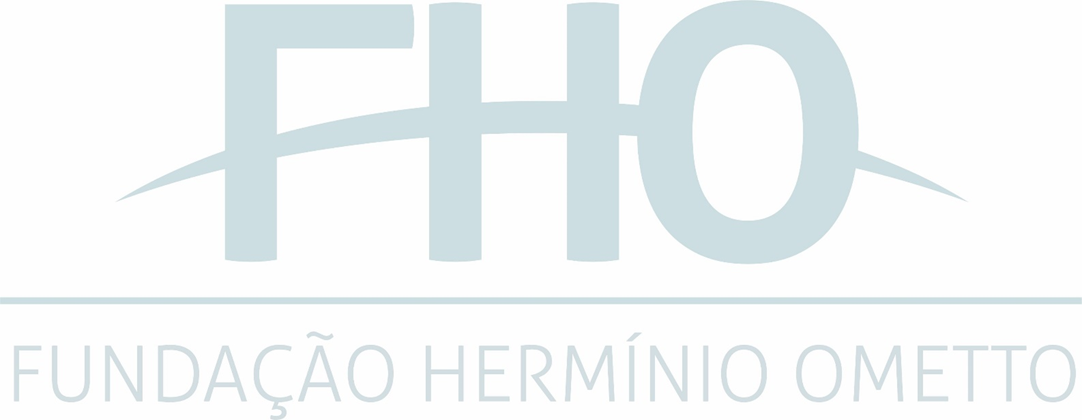 FHO
FUNDAÇÃO HERMÍNIO OMETTO